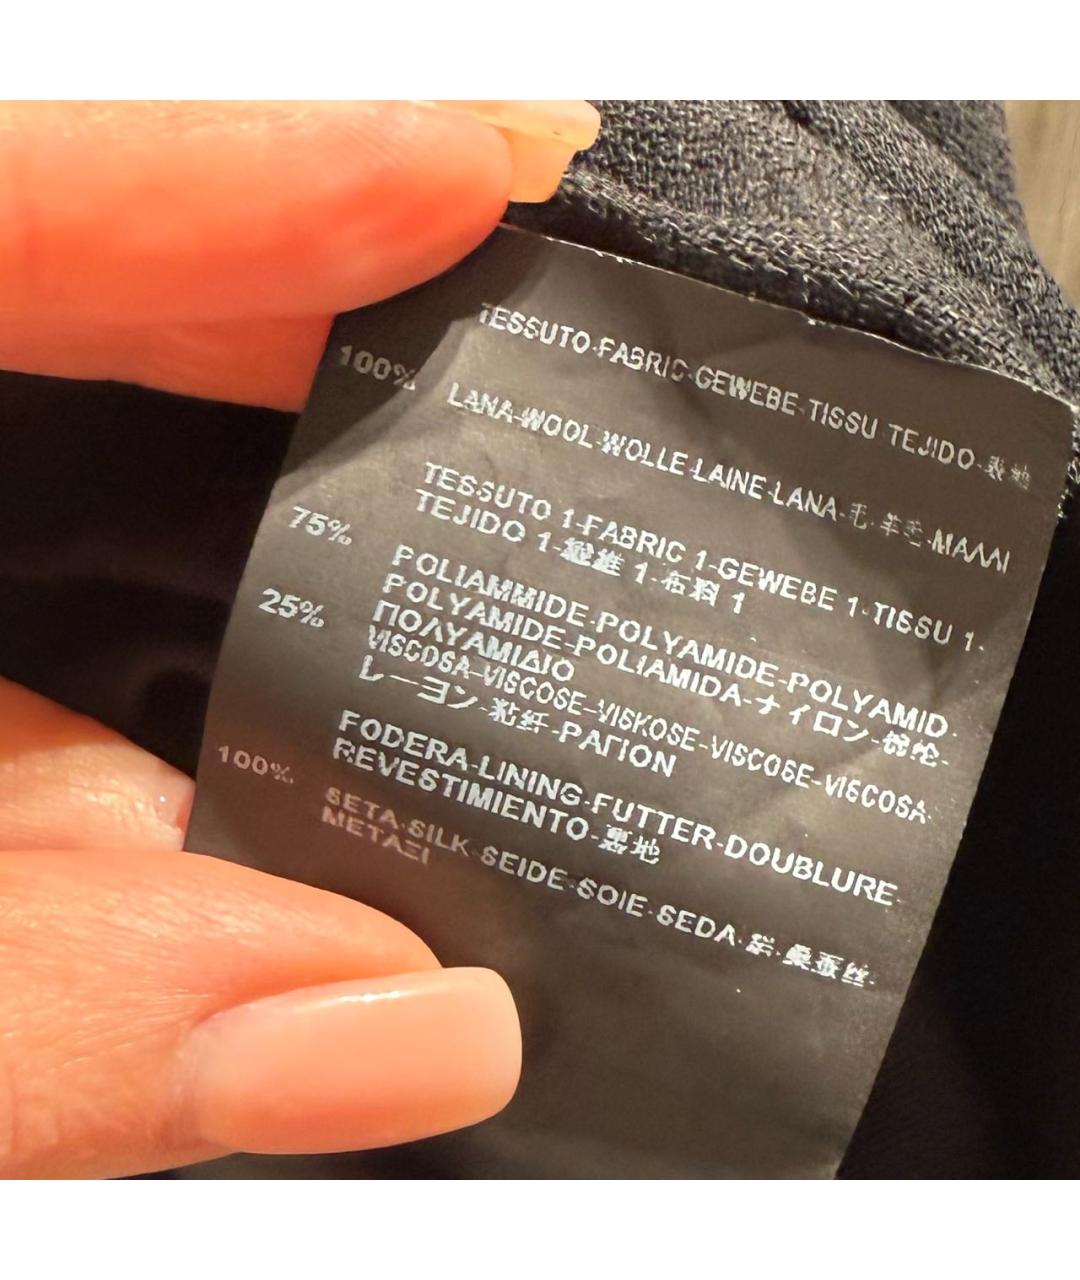 TESSUTO-FABRIC-GEWEBE-TISSU-TEJIDO-表地
100% LANA-WOOL-WOLLE-LAINE-LANA-毛-羊毛-ΜΑΛΛΙ
TESSUTO 1-FABRIC 1-GEWEBE 1-TISSU 1-
TEJIDO 1-繊維 1-布料 1
75% POLIAMMIDE-POLYAMIDE-POLYAMID-
POLYAMIDE-POLIAMIDA-ナイロン-锦纶-
ΠΟΛΥΑΜΙΔΙΟ
25% VISCOSA-VISCOSE-VISKOSE-VISCOSE-VISCOSA-
レーヨン-粘纤-ΡΑΓΙΟΝ
FODERA-LINING-FUTTER-DOUBLURE-
REVESTIMIENTO-裏地
100% SETA-SILK-SEIDE-SOIE-SEDA-絹-桑蚕丝-
ΜΕΤΑΞΙ